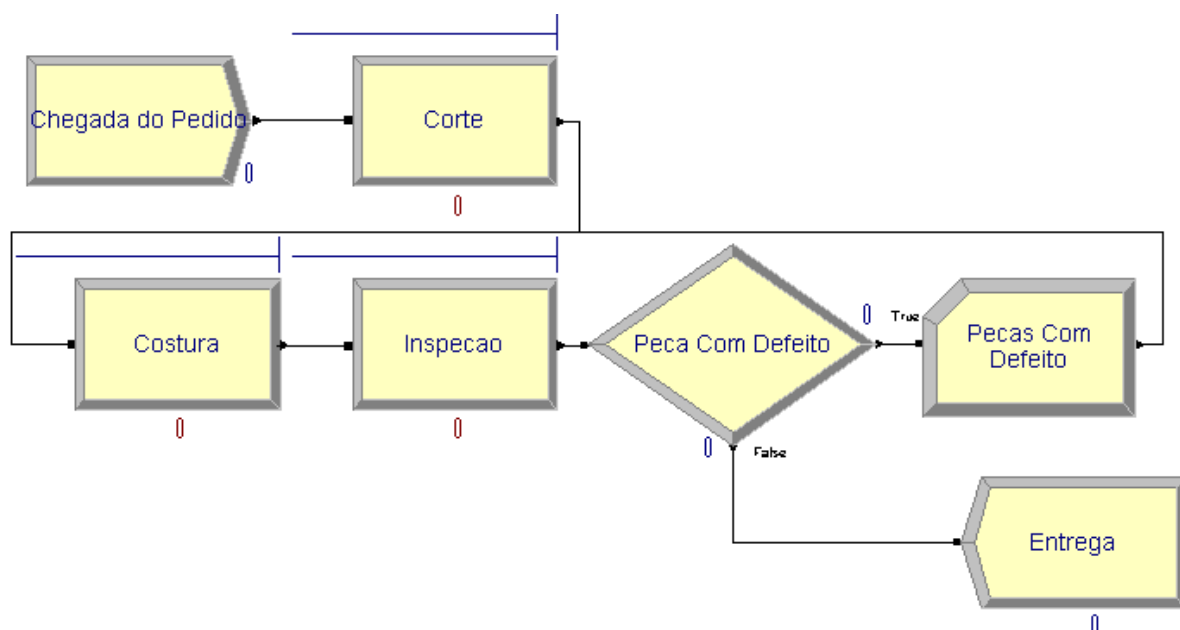 Chegada do Pedido
0
Corte
0
Costura
0
Inspecao
0
Peca Com Defeito
0
True
0
False
Pecas Com
Defeito
Entrega
0